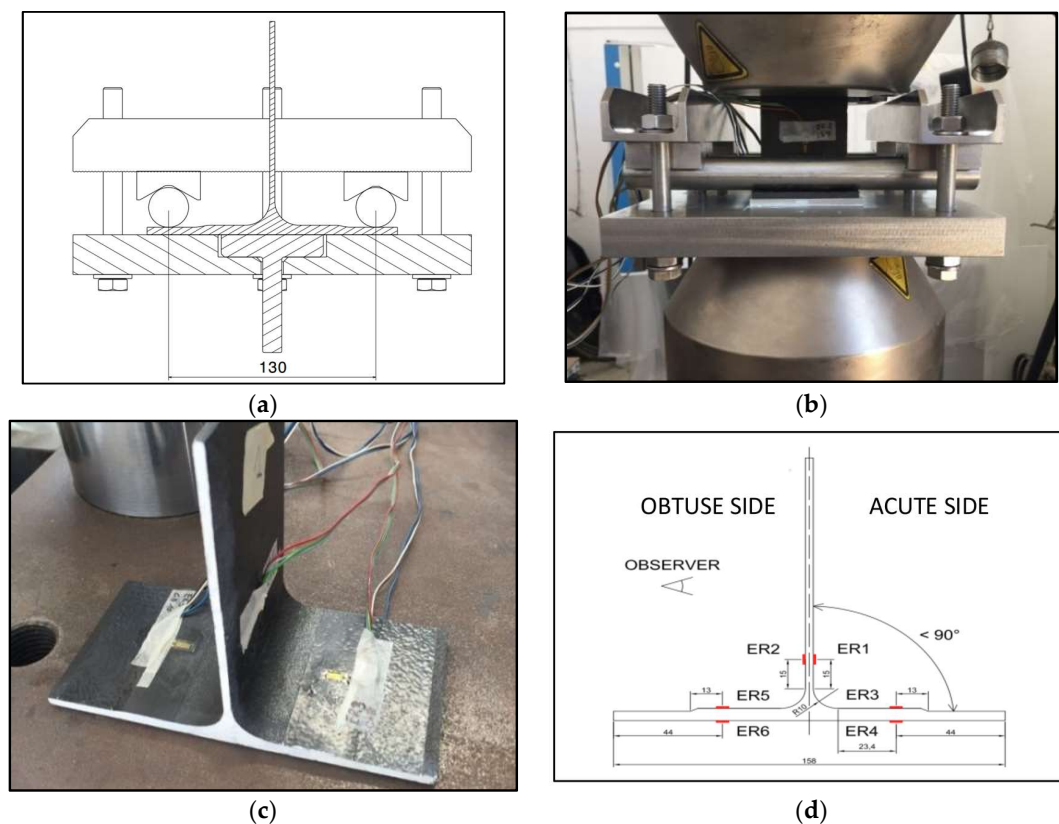 130
(a)
(b)
(c)
OBTUSE SIDE
ACUTE SIDE
OBSERVER
< 90°
ER2
ER1
15
15
13
ER5
ER3
13
R10
ER6
ER4
44
23,4
44
158
(d)